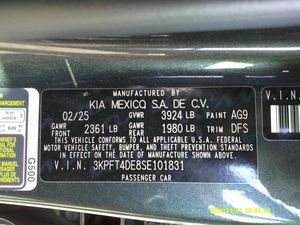 MANUFACTURED BY
KIA MEXICO, S.A. DE C.V.
02/25 GVWR 3924 LB PAINT AG9
GAWR FRONT 2361 LB GAWR REAR 1980 LB TRIM DFS
THIS VEHICLE CONFORMS TO ALL APPLICABLE U.S. FEDERAL
MOTOR VEHICLE SAFETY, BUMPER, AND THEFT PREVENTION
STANDARDS IN EFFECT ON THE DATE OF MANUFACTURE SHOWN ABOVE.
V.I.N. 3KPFT4DE8SE101831
PASSENGER CAR
G500
V.I.N.